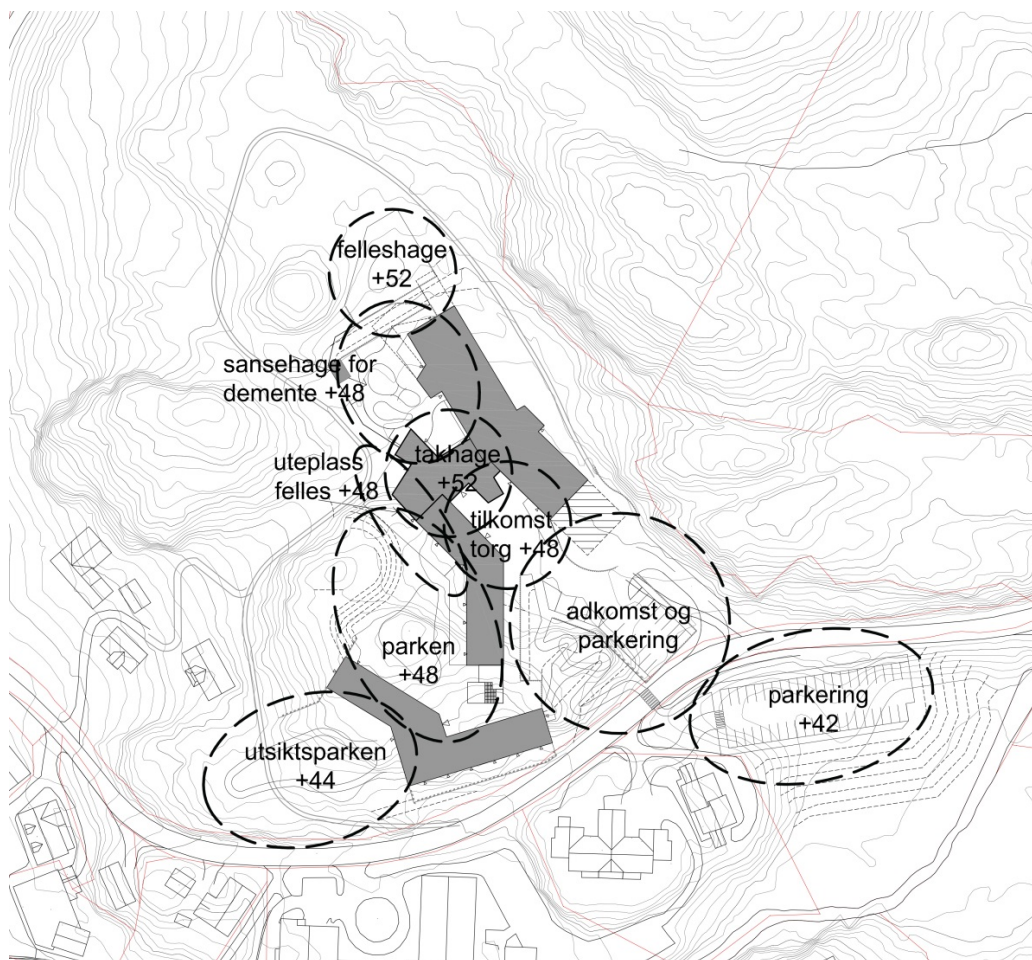 felleshage
+52
sansehage for
demente +48
takhage
+52
uteplass
felles +48
tilkomst
torg +48
adkomst og
parkering
parken
+48
parkering
+42
utsiktsparken
+44